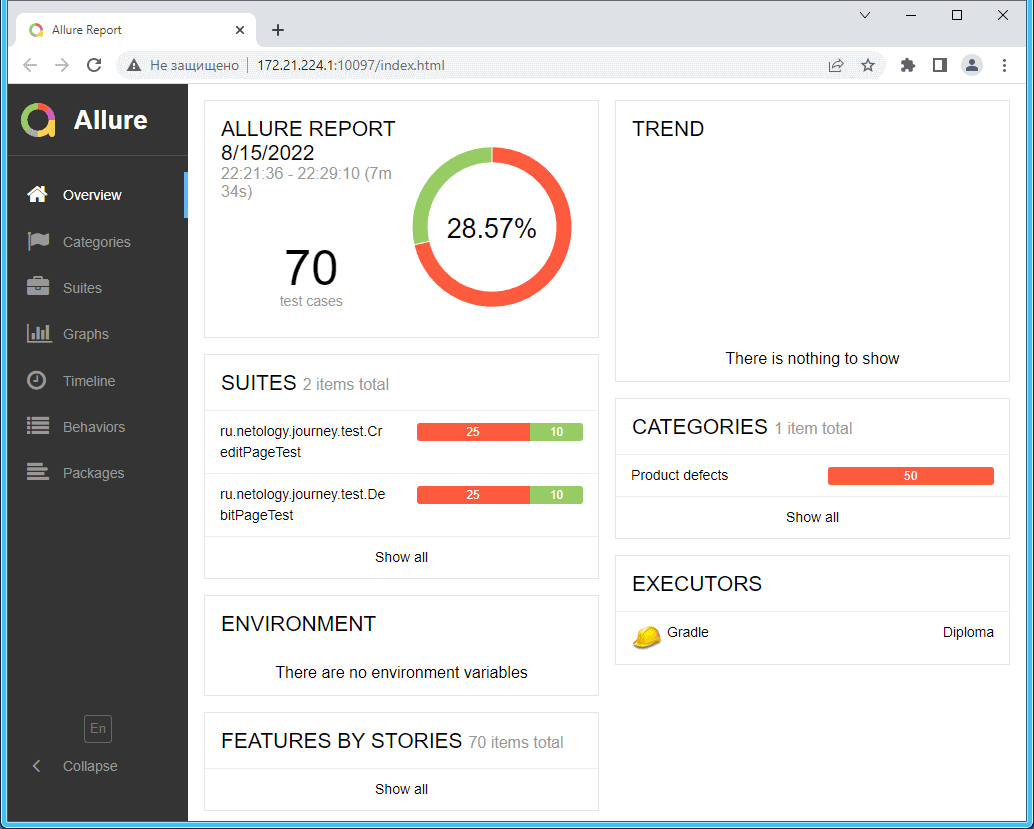 Allure Report
Не защищено
172.21.224.1:10097/index.html
Allure
Overview
Categories
Suites
Graphs
Timeline
Behaviors
Packages
En
Collapse
ALLURE REPORT
8/15/2022
22:21:36 - 22:29:10 (7m
34s)
70
test cases
28.57%
SUITES 2 items total
ru.netology.journey.test.Cr
editPageTest
25 10
ru.netology.journey.test.De
bitPageTest
25 10
Show all
ENVIRONMENT
There are no environment variables
FEATURES BY STORIES 70 items total
Show all
TREND
There is nothing to show
CATEGORIES 1 item total
Product defects 50
Show all
EXECUTORS
Gradle Diploma